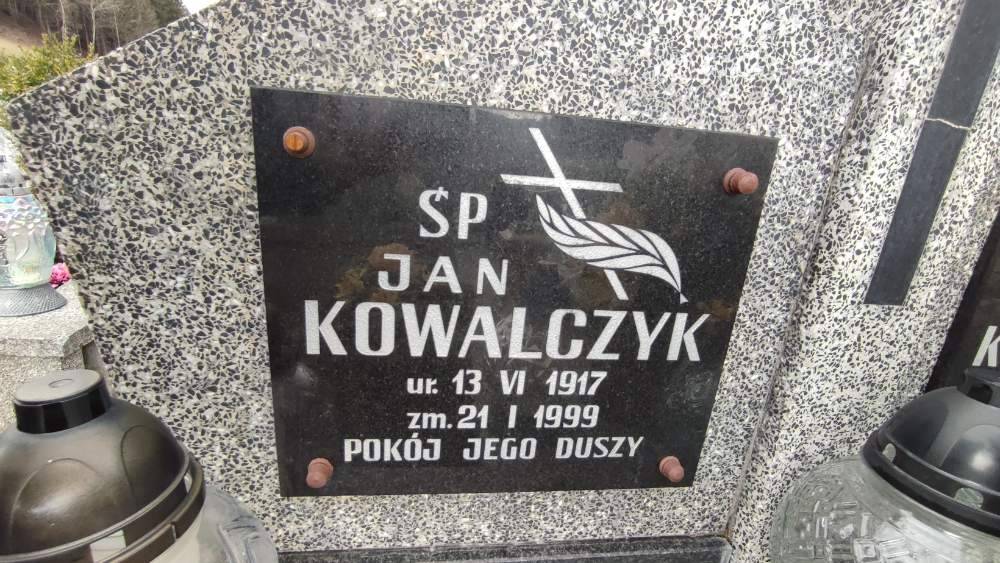 ŚP
JAN
KOWALCZYK
ur. 13 VI 1917
zm. 21 I 1999
POKÓJ JEGO DUSZY
K